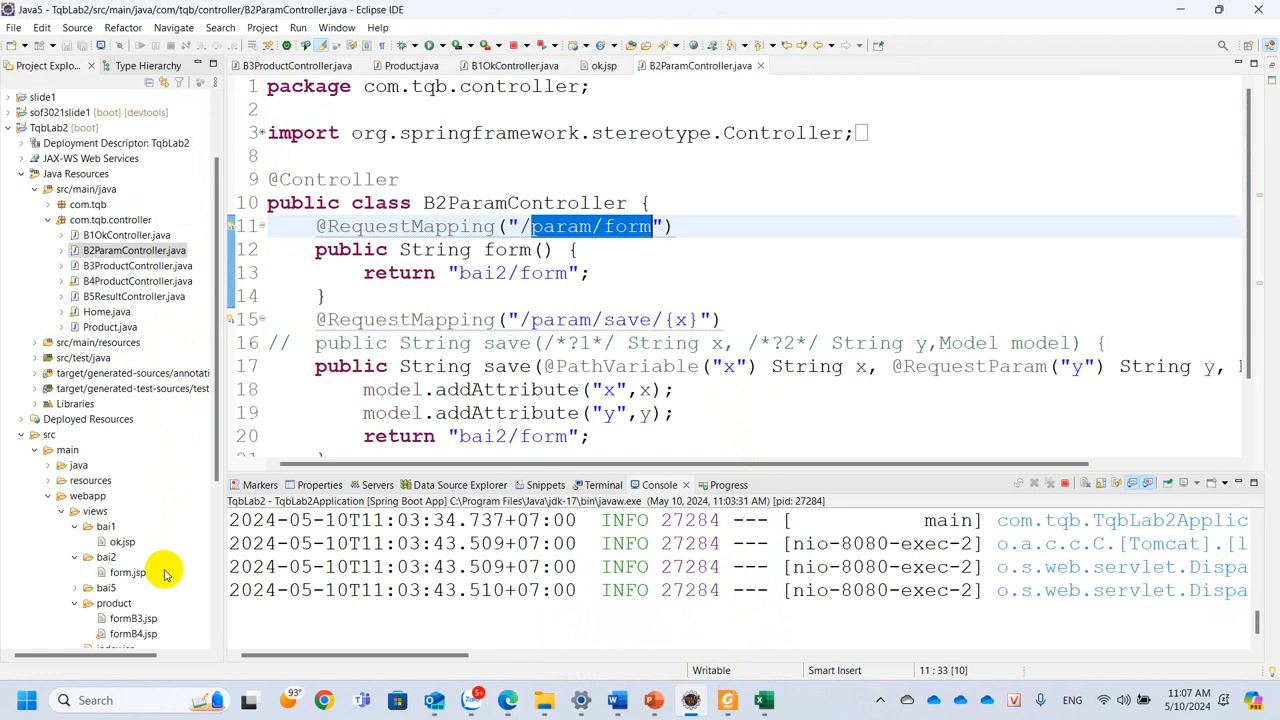 Java5 - TqbLab2/src/main/java/com/tqb/controller/B2ParamController.java - Eclipse IDE
File Edit Source Refactor Navigate Search Project Run Window Help
Project Explo... Type Hierarchy
B3ProductController.java Product.java B1OkController.java ok.jsp B2ParamController.java
slide1
sof3021slide1 [boot] [devtools]
TqbLab2 [boot]
Deployment Descriptor: TqbLab2
JAX-WS Web Services
Java Resources
src/main/java
com.tqb
com.tqb.controller
B1OkController.java
B2ParamController.java
B3ProductController.java
B4ProductController.java
B5ResultController.java
Home.java
Product.java
src/main/resources
src/test/java
target/generated-sources/annotati
target/generated-test-sources/test
Libraries
Deployed Resources
src
main
java
resources
webapp
views
bai1
ok.jsp
bai2
form.jsp
bai5
product
formB3.jsp
formB4.jsp
1 package com.tqb.controller;
2
3 import org.springframework.stereotype.Controller;
8
9 @Controller
10 public class B2ParamController {
11 @RequestMapping("/param/form")
12 public String form() {
13 return "bai2/form";
14 }
15 @RequestMapping("/param/save/{x}")
16 // public String save(/*?1*/ String x, /*?2*/ String y,Model model) {
17 public String save(@PathVariable("x") String x, @RequestParam("y") String y,
18 model.addAttribute("x",x);
19 model.addAttribute("y",y);
20 return "bai2/form";
Markers Properties Servers Data Source Explorer Snippets Terminal Console Progress
TqbLab2 - TqbLab2Application [Spring Boot App] C:\Program Files\Java\jdk-17\bin\javaw.exe (May 10, 2024, 11:03:31 AM) [pid: 27284]
2024-05-10T11:03:34.737+07:00 INFO 27284 --- [ main] com.tqb.TqbLab2Applic
2024-05-10T11:03:43.509+07:00 INFO 27284 --- [nio-8080-exec-2] o.a.c.c.C.[Tomcat].[l
2024-05-10T11:03:43.509+07:00 INFO 27284 --- [nio-8080-exec-2] o.s.web.servlet.Dispa
2024-05-10T11:03:43.510+07:00 INFO 27284 --- [nio-8080-exec-2] o.s.web.servlet.Dispa
Writable Smart Insert 11 : 33 [10]
Search 93° 5+ ENG 11:07 AM
5/10/2024